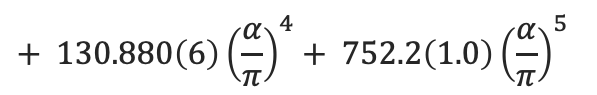 + 130.880(6) (α/π)^4 + 752.2(1.0) (α/π)^5